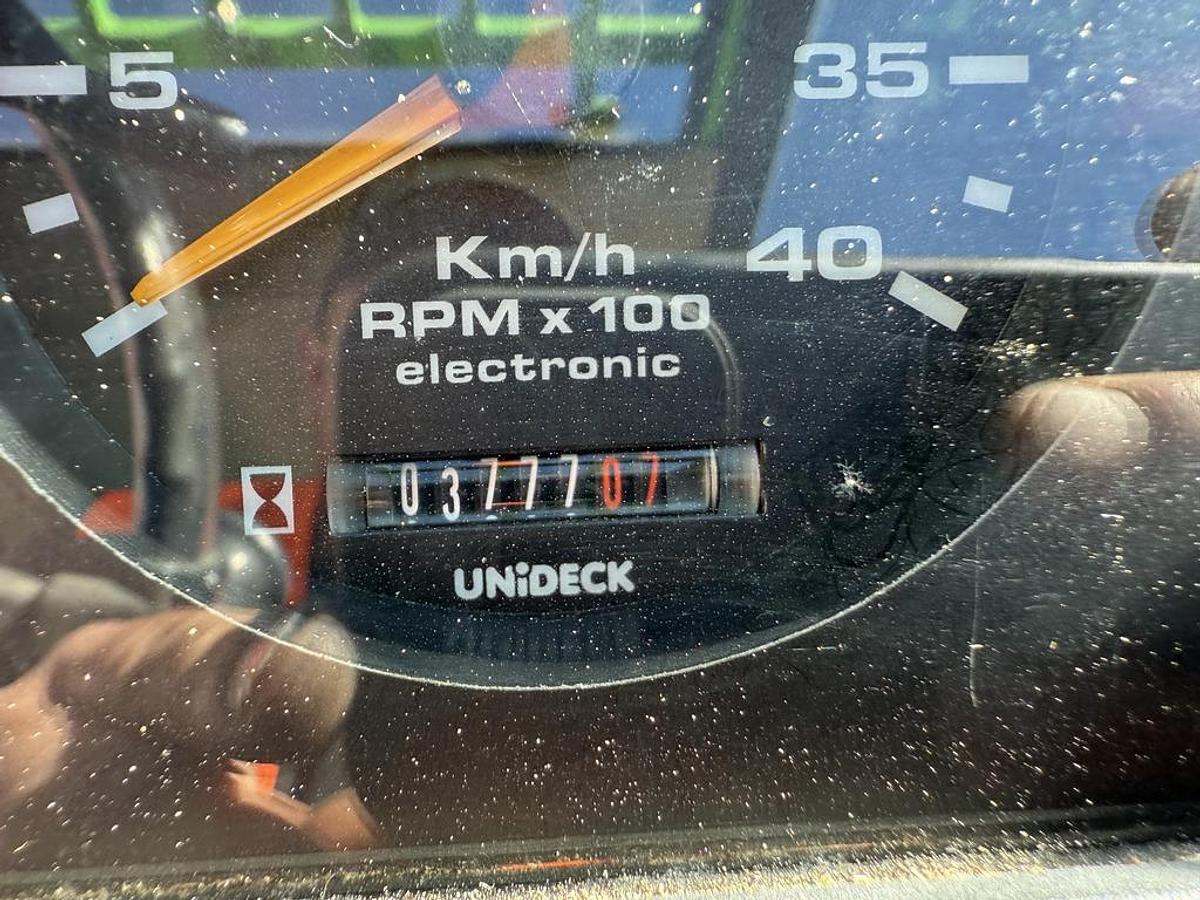 5 35
40
Km/h
RPM x 100
electronic
0377707
UNiDECK